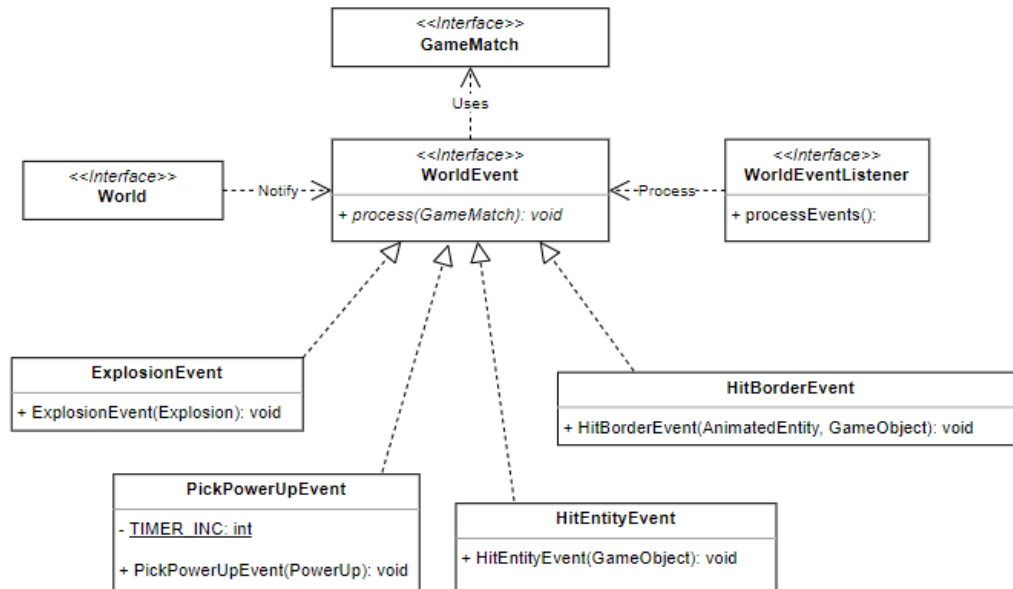 <<Interface>>
GameMatch
Uses
<<Interface>>
World
Notify
<<Interface>>
WorldEvent
+ process(GameMatch): void
Process
<<Interface>>
WorldEventListener
+ processEvents():
ExplosionEvent
+ ExplosionEvent(Explosion): void
HitBorderEvent
+ HitBorderEvent(AnimatedEntity, GameObject): void
PickPowerUpEvent
- TIMER_INC: int
+ PickPowerUpEvent(PowerUp): void
HitEntityEvent
+ HitEntityEvent(GameObject): void